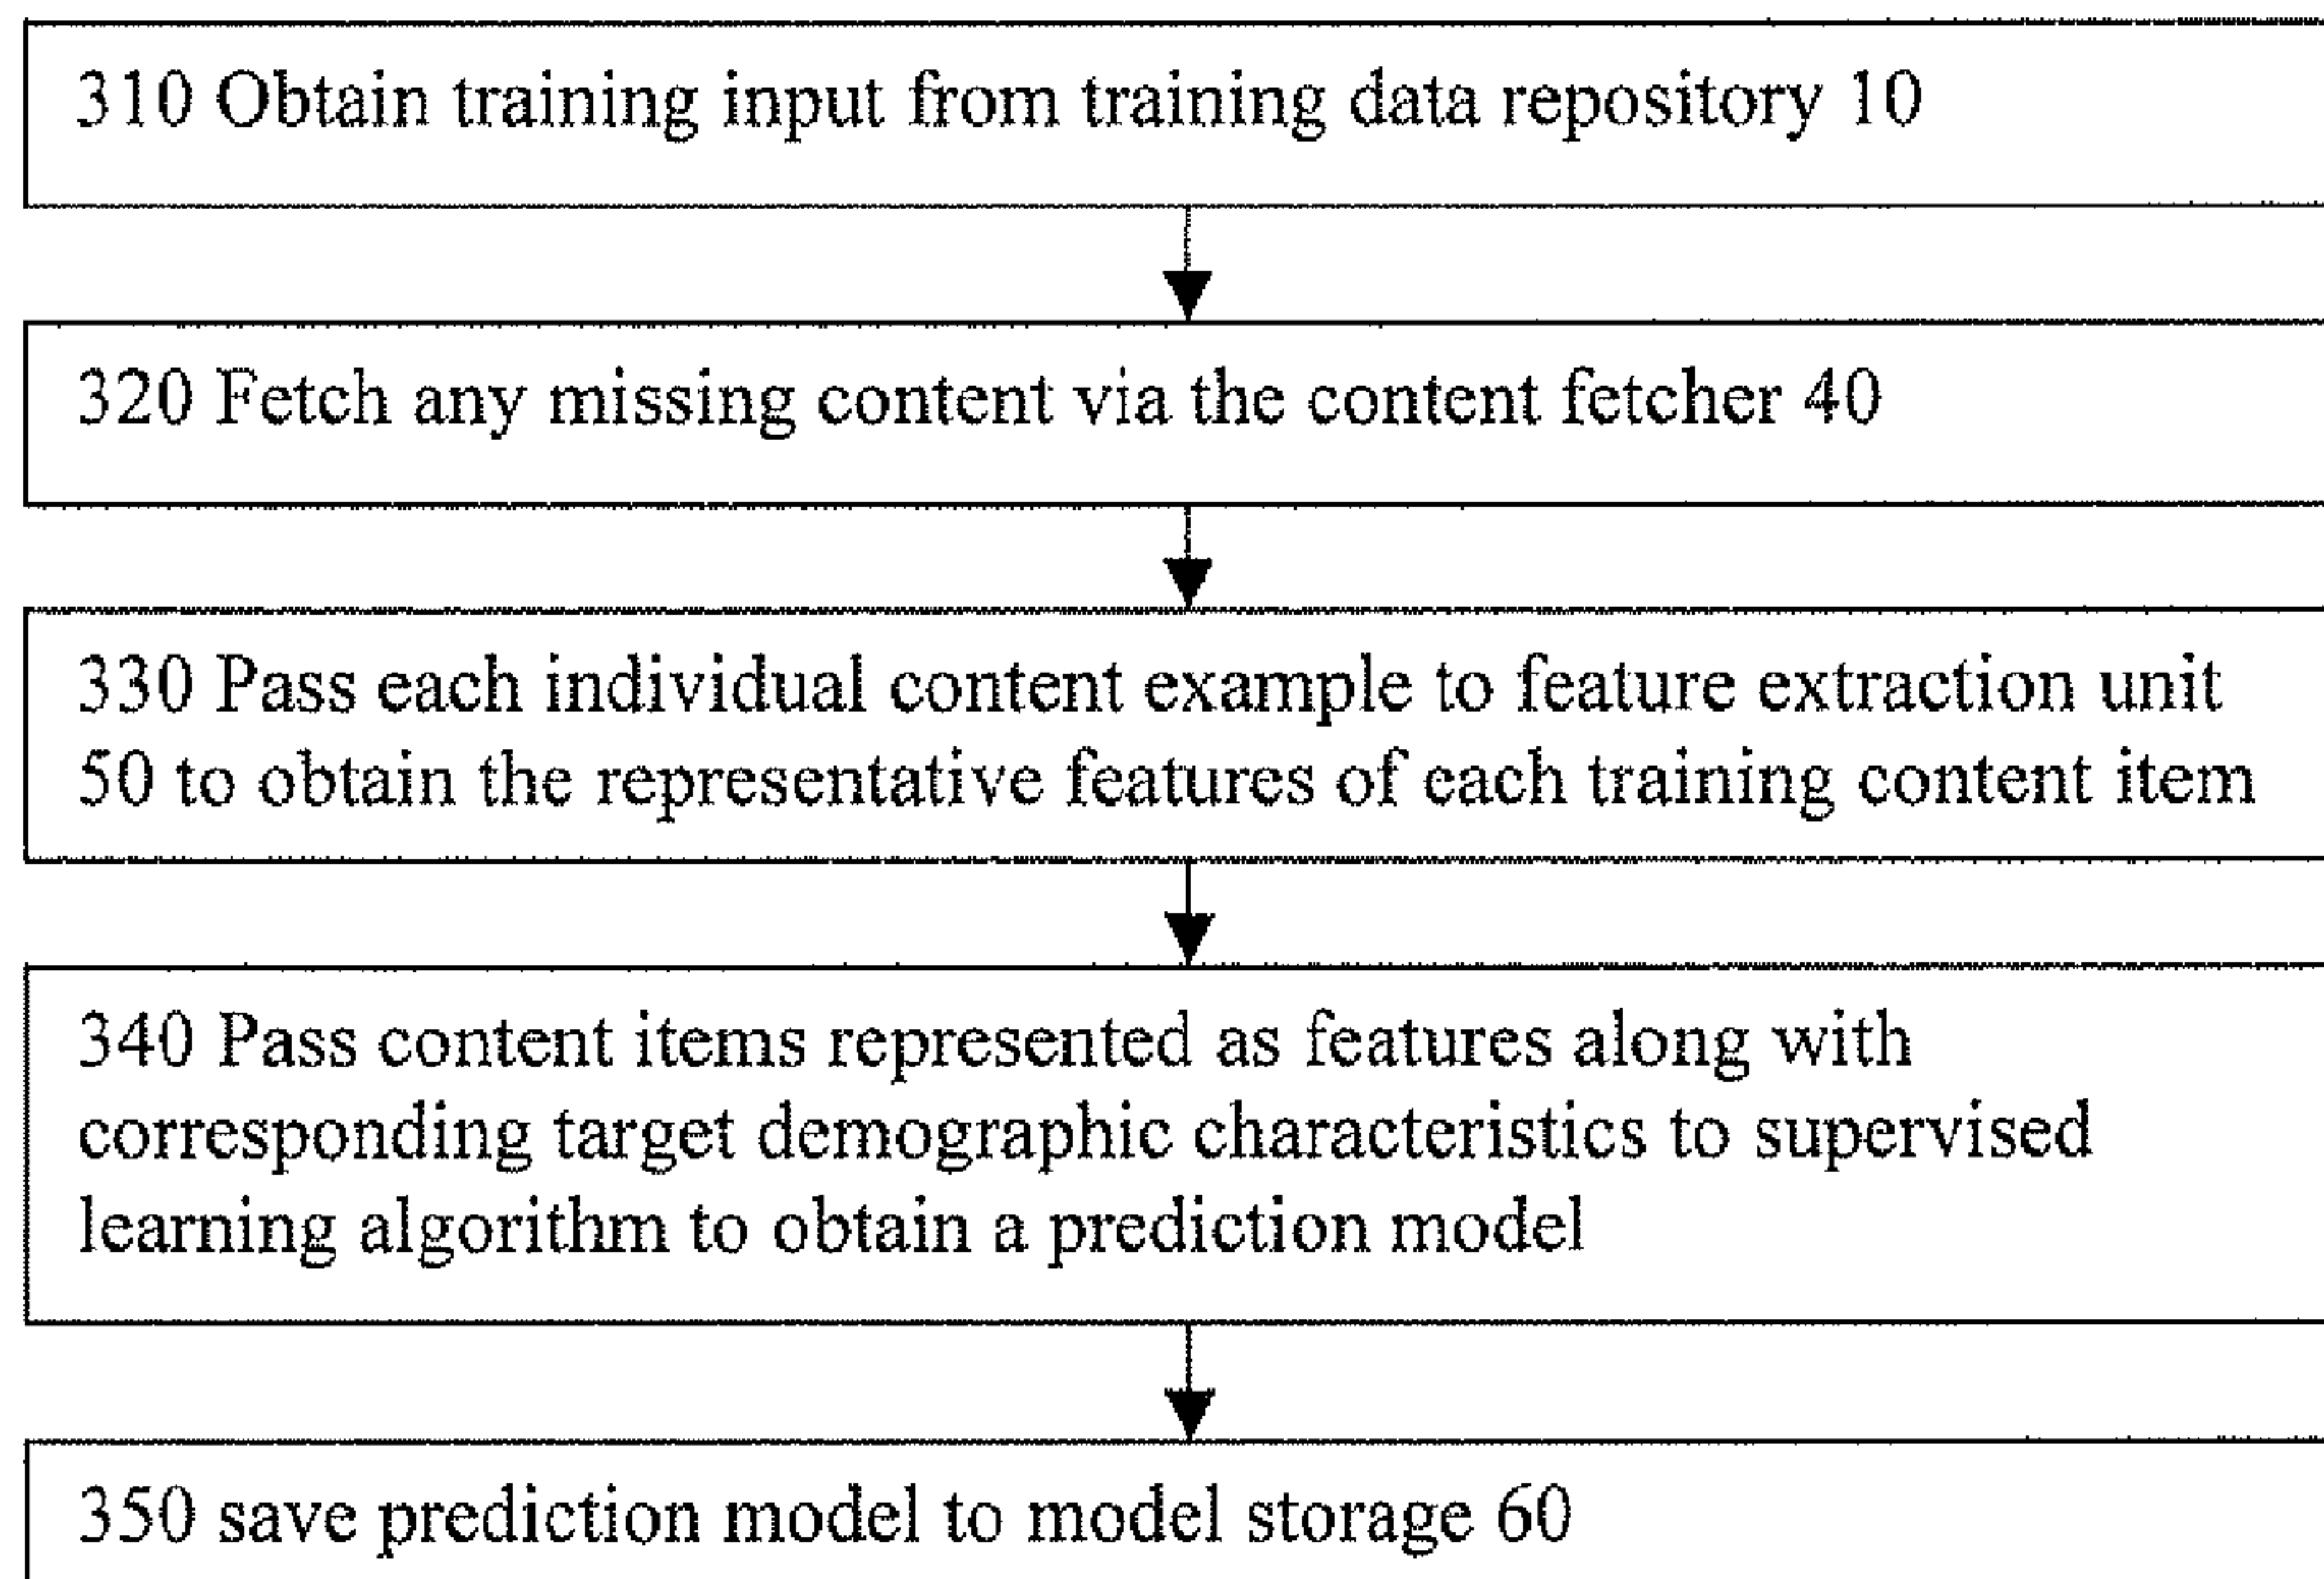 310 Obtain training input from training data repository 10
320 Fetch any missing content via the content fetcher 40
330 Pass each individual content example to feature extraction unit
50 to obtain the representative features of each training content item
340 Pass content items represented as features along with
corresponding target demographic characteristics to supervised
learning algorithm to obtain a prediction model
350 save prediction model to model storage 60